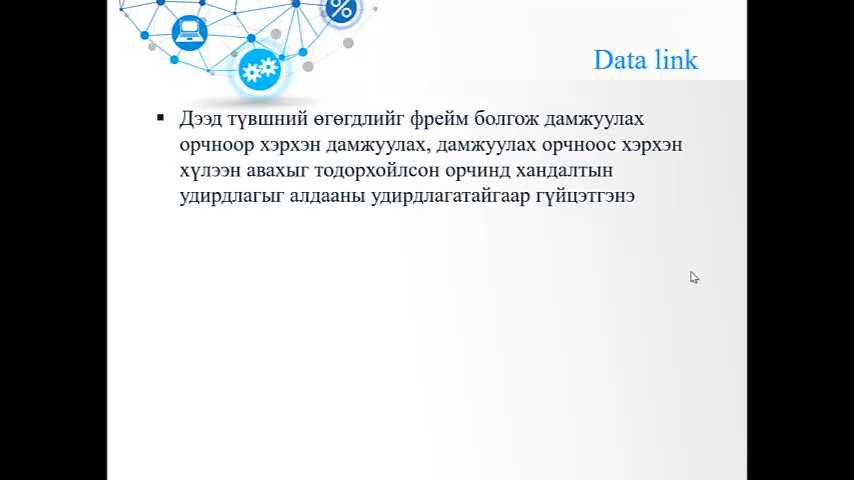 Data link
▪ Дээд түвшний өгөгдлийг фрейм болгож дамжуулах
орчноор хэрхэн дамжуулах, дамжуулах орчноос хэрхэн
хүлээн авахыг тодорхойлсон орчинд хандалтын
удирдлагыг алдааны удирдлагатайгаар гүйцэтгэнэ